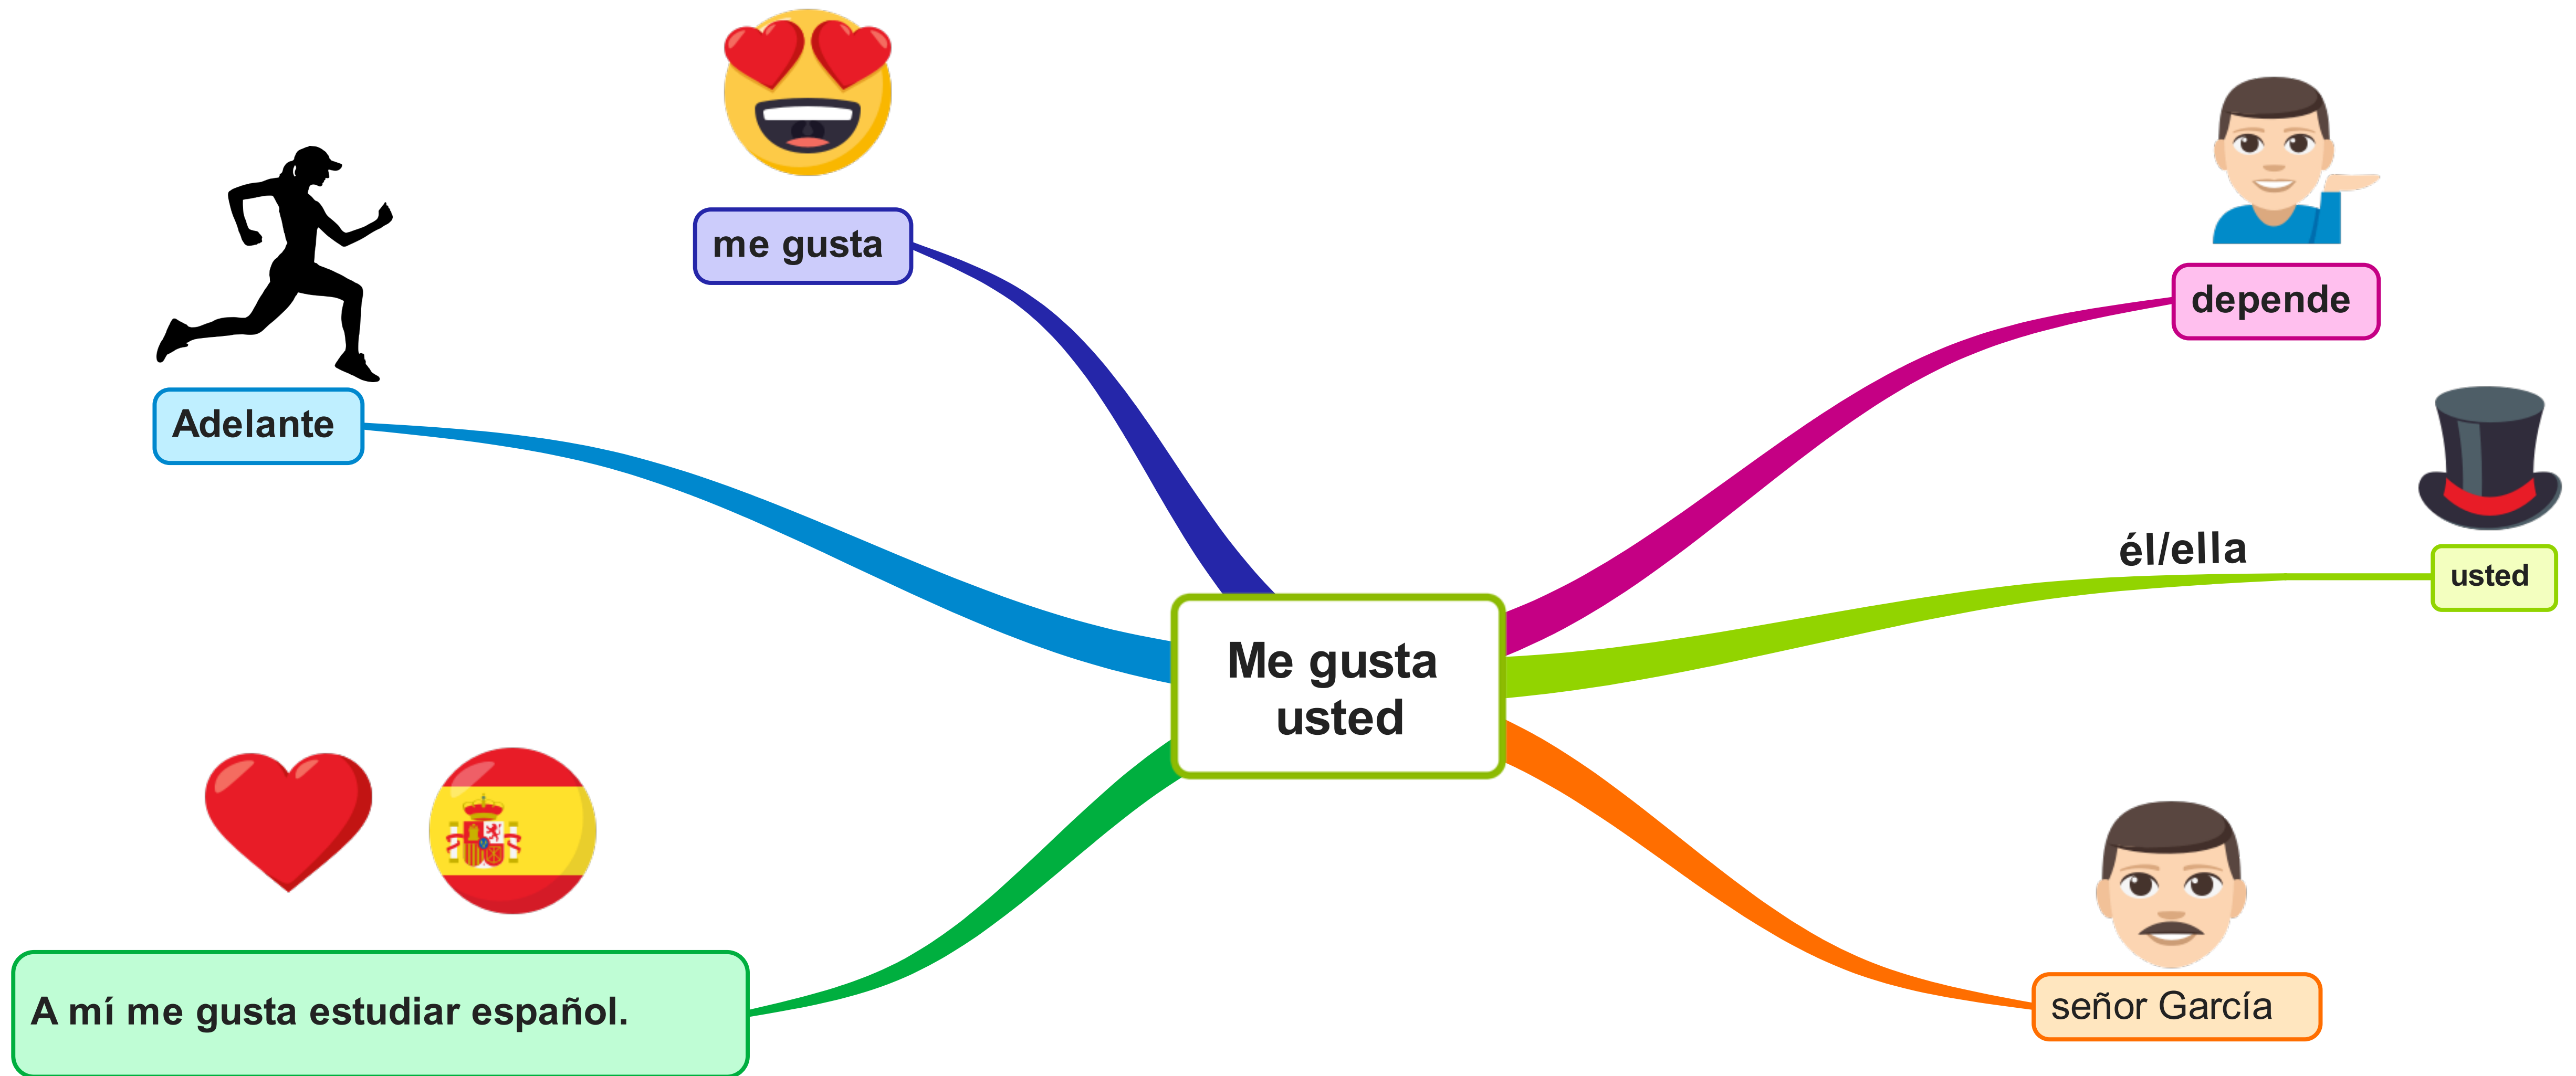 me gusta
depende
Adelante
él/ella
usted
Me gusta
usted
señor García
A mí me gusta estudiar español.